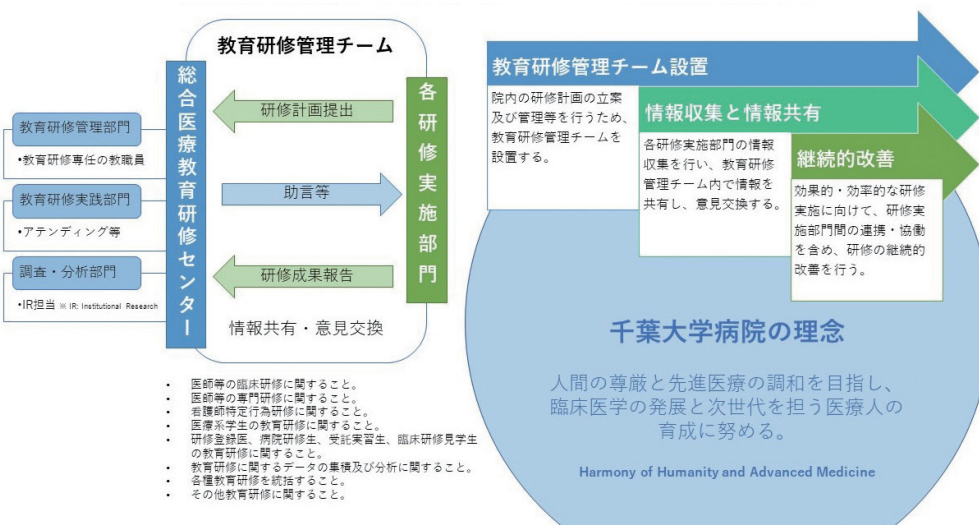 教育研修管理チーム
総合医療教育研修センター
各研修実施部門
研修計画提出
助言等
研修成果報告
情報共有・意見交換
教育研修管理部門
•教育研修専任の教職員
教育研修実践部門
•アテンディング等
調査・分析部門
•IR担当 ※ IR: Institutional Research
• 医師等の臨床研修に関すること。
• 医師等の専門研修に関すること。
• 看護師特定行為研修に関すること。
• 医療系学生の教育研修に関すること。
• 研修登録医、病院研修生、受託実習生、臨床研修見学生
の教育研修に関すること。
• 教育研修に関するデータの集積及び分析に関すること。
• 各種教育研修を統括すること。
• その他教育研修に関すること。
教育研修管理チーム設置
院内の研修計画の立案
及び管理等を行うため、
教育研修管理チームを
設置する。
情報収集と情報共有
各研修実施部門の情報
収集を行い、教育研修
管理チーム内で情報を
共有し、意見交換する。
継続的改善
効果的・効率的な研修
実施に向けて、研修実
施部門間の連携・協働
を含め、研修の継続的
改善を行う。
千葉大学病院の理念
人間の尊厳と先進医療の調和を目指し、
臨床医学の発展と次世代を担う医療人の
育成に努める。
Harmony of Humanity and Advanced Medicine